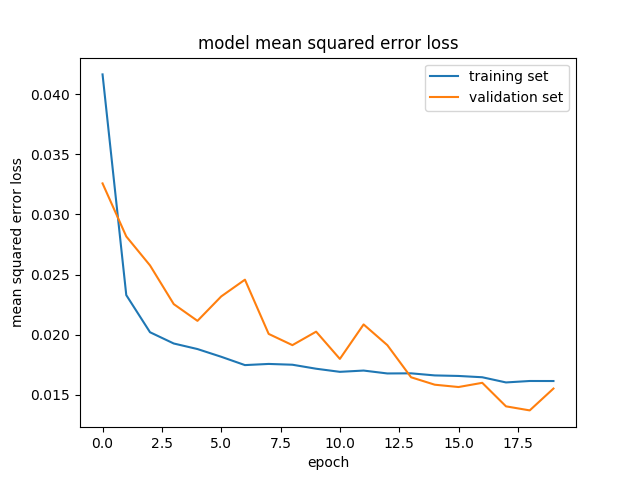 model mean squared error loss
training set
validation set
0.040
0.035
0.030
0.025
0.020
0.015
mean squared error loss
0.0 2.5 5.0 7.5 10.0 12.5 15.0 17.5
epoch